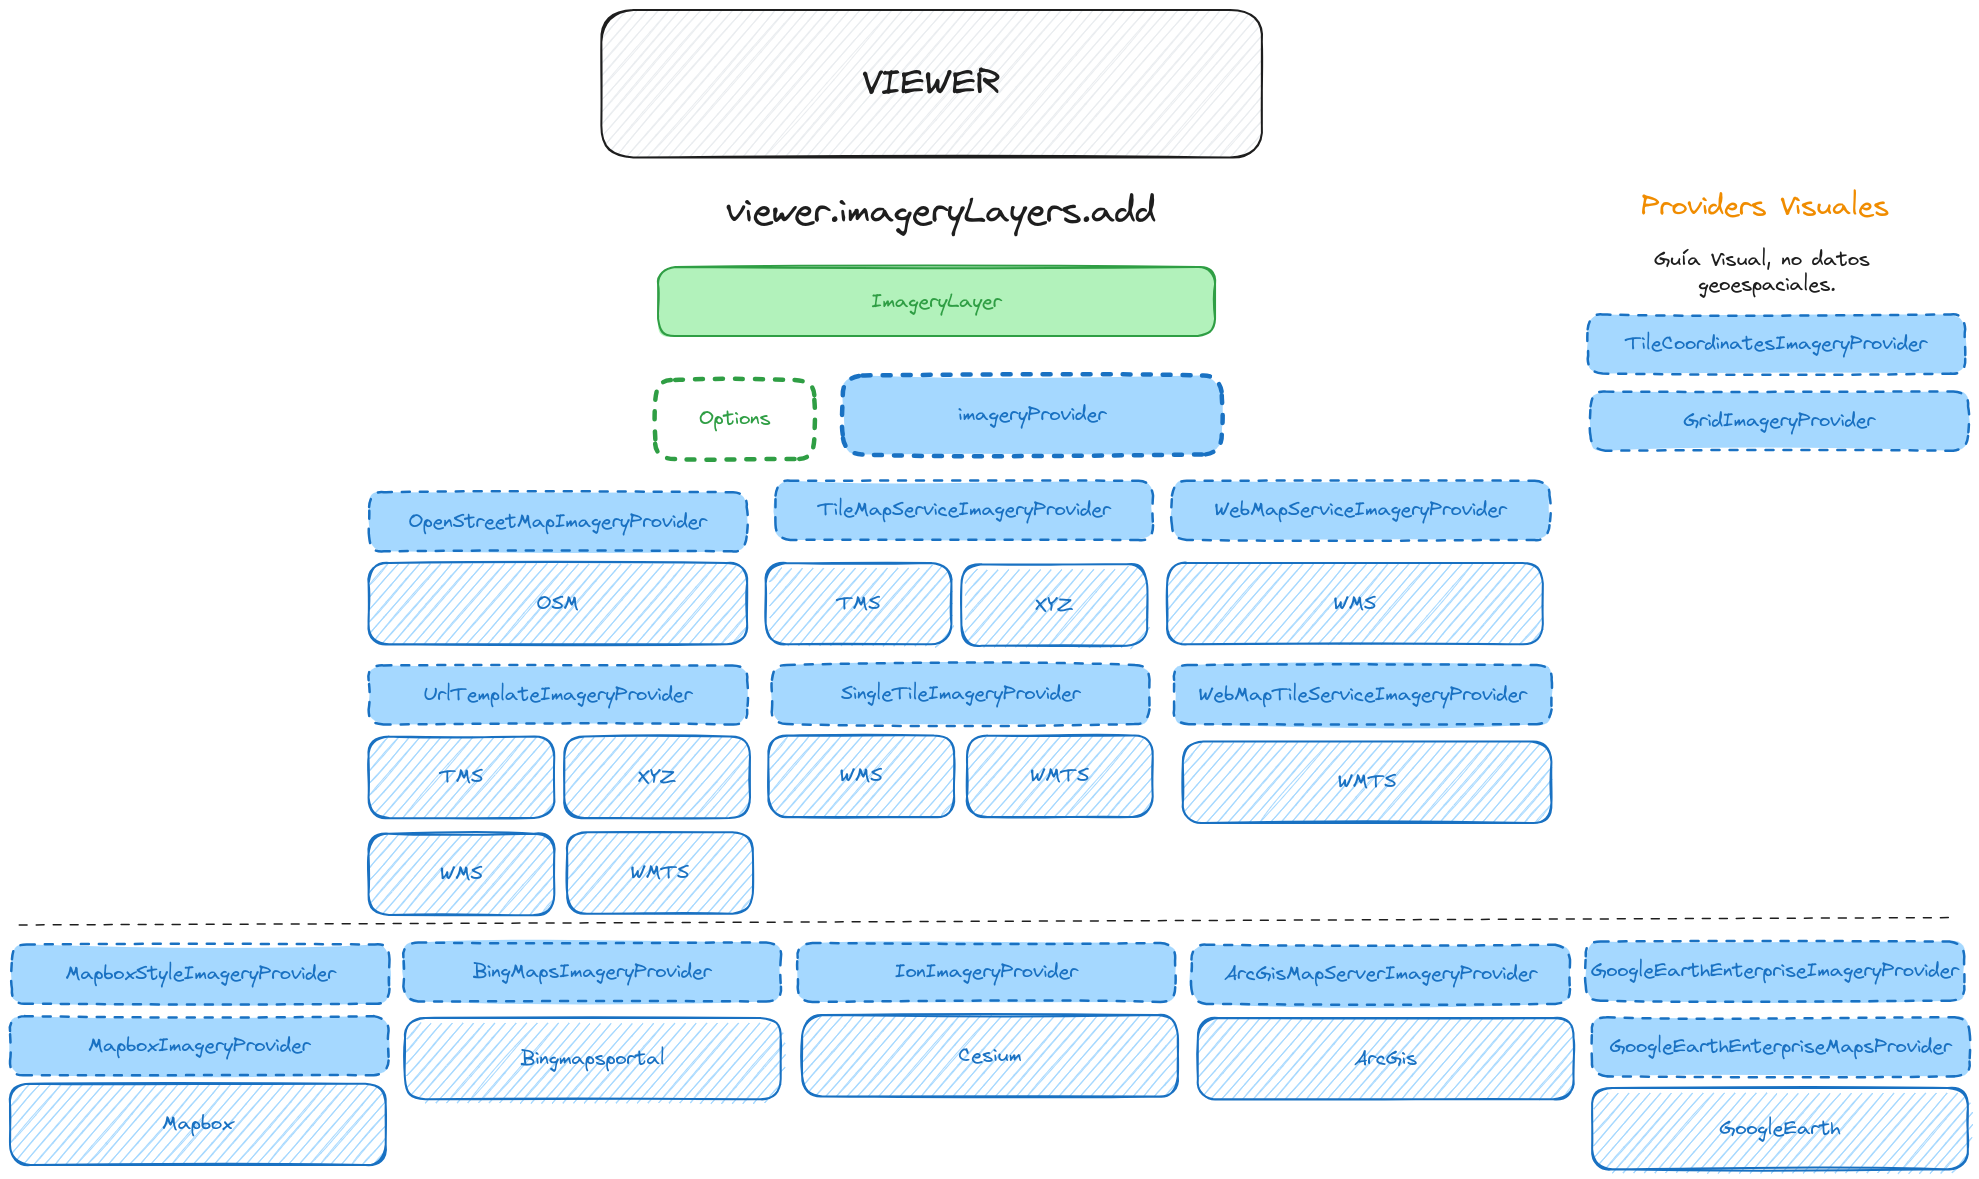 VIEWER
viewer.imageryLayers.add
ImageryLayer
Options
imageryProvider
Providers Visuales
Guía Visual, no datos
geoespaciales.
TileCoordinatesImageryProvider
GridImageryProvider
OpenStreetMapImageryProvider
TileMapServiceImageryProvider
WebMapServiceImageryProvider
OSM
TMS
XYZ
WMS
UrlTemplateImageryProvider
SingleTileImageryProvider
WebMapTileServiceImageryProvider
TMS
XYZ
WMS
WMTS
WMTS
WMS
WMTS
MapboxStyleImageryProvider
BingMapsImageryProvider
IonImageryProvider
ArcGisMapServerImageryProvider
GoogleEarthEnterpriseImageryProvider
MapboxImageryProvider
Bingmapsportal
Cesium
ArcGis
GoogleEarthEnterpriseMapsProvider
Mapbox
GoogleEarth